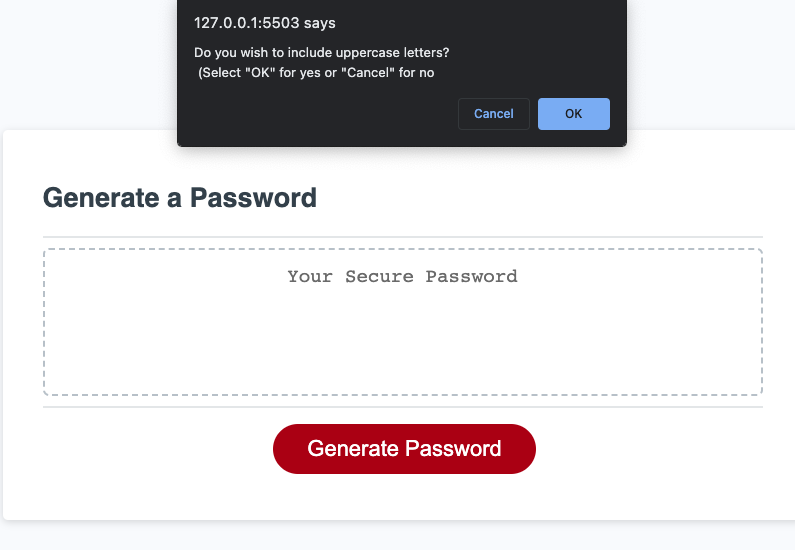 127.0.0.1:5503 says
Do you wish to include uppercase letters?
(Select "OK" for yes or "Cancel" for no
Cancel
OK
Generate a Password
Your Secure Password
Generate Password